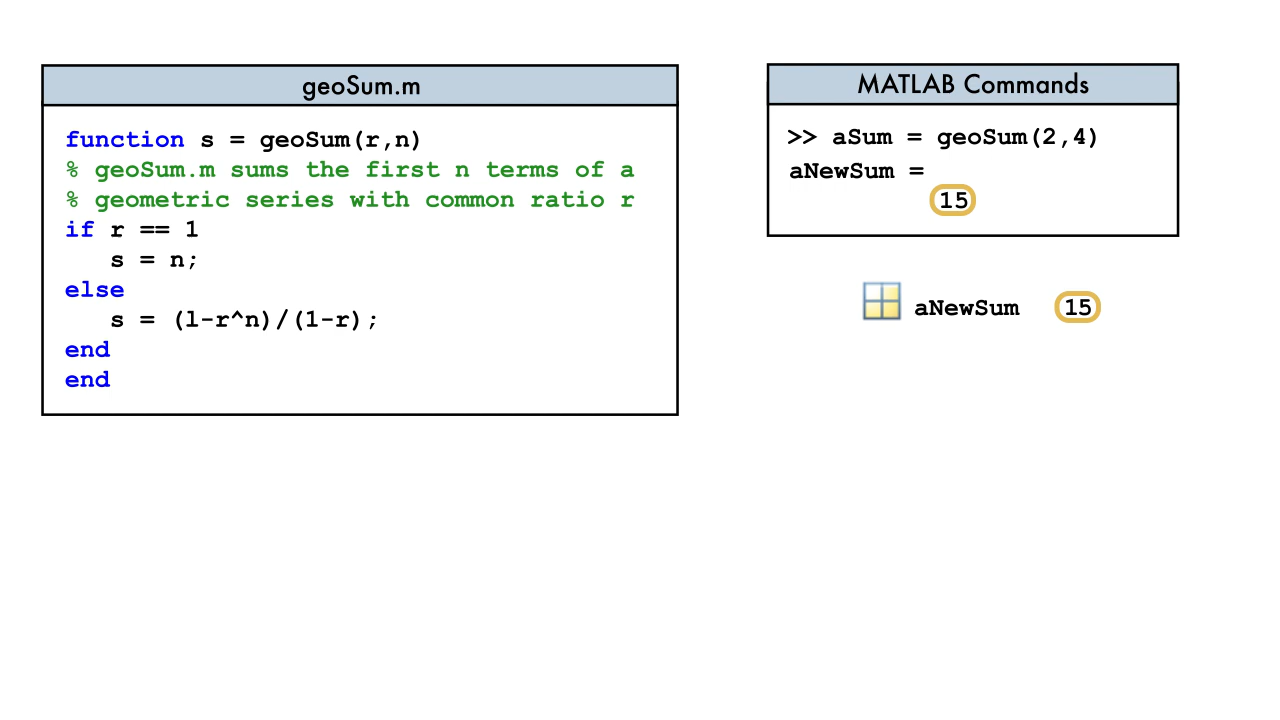 geoSum.m
function s = geoSum(r,n)
% geoSum.m sums the first n terms of a
% geometric series with common ratio r
if r == 1
s = n;
else
s = (l-r^n)/(1-r);
end
end
MATLAB Commands
>> aSum = geoSum(2,4)
aNewSum =
15
aNewSum 15